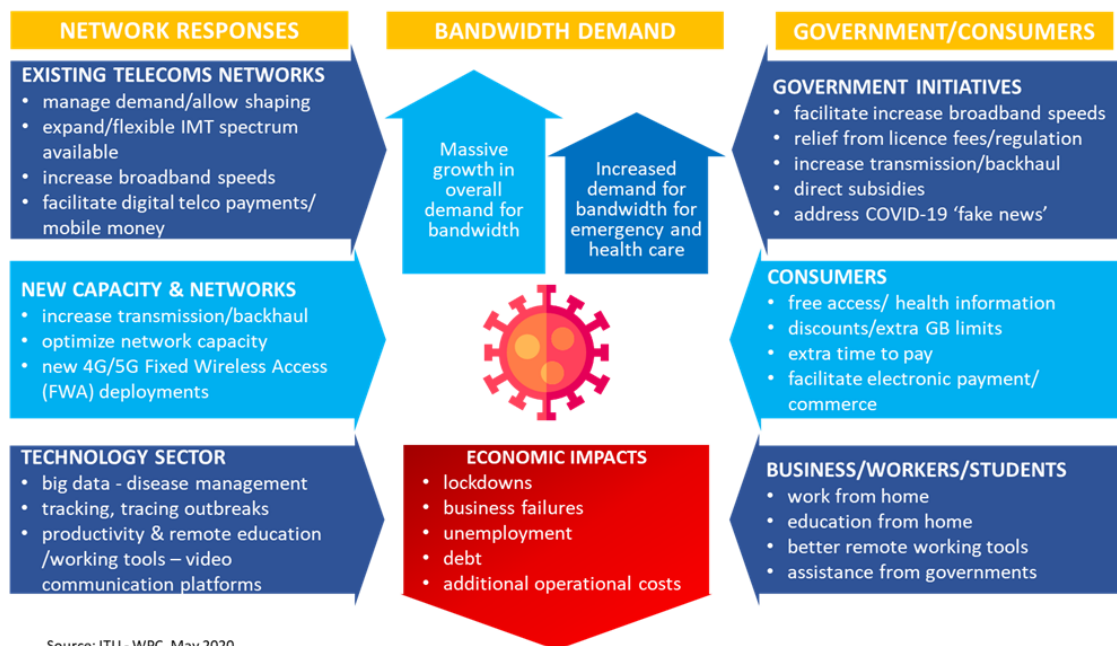 NETWORK RESPONSES
EXISTING TELECOMS NETWORKS
• manage demand/allow shaping
• expand/flexible IMT spectrum
available
• increase broadband speeds
• facilitate digital telco payments/
mobile money
NEW CAPACITY & NETWORKS
• increase transmission/backhaul
• optimize network capacity
• new 4G/5G Fixed Wireless Access
(FWA) deployments
TECHNOLOGY SECTOR
• big data - disease management
• tracking, tracing outbreaks
• productivity & remote education
/working tools – video
communication platforms
BANDWIDTH DEMAND
Massive
growth in
overall
demand for
bandwidth
Increased
demand for
bandwidth for
emergency and
health care
ECONOMIC IMPACTS
• lockdowns
• business failures
• unemployment
• debt
• additional operational costs
GOVERNMENT/CONSUMERS
GOVERNMENT INITIATIVES
• facilitate increase broadband speeds
• relief from licence fees/regulation
• increase transmission/backhaul
• direct subsidies
• address COVID-19 ‘fake news’
CONSUMERS
• free access/ health information
• discounts/extra GB limits
• extra time to pay
• facilitate electronic payment/
commerce
BUSINESS/WORKERS/STUDENTS
• work from home
• education from home
• better remote working tools
• assistance from governments
Source: ITU - WPC, May 2020